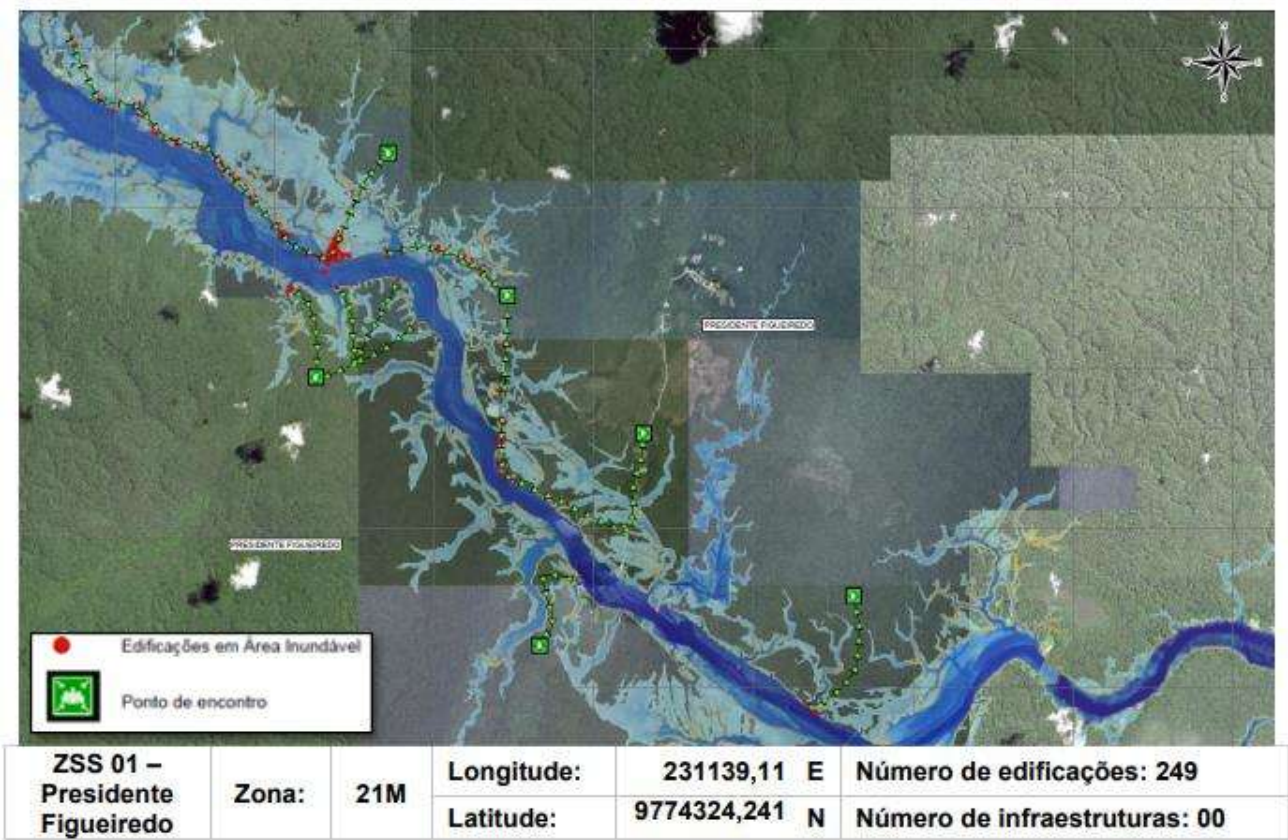 PRESIDENTE FIGUEIREDO
PRESIDENTE FIGUEIREDO
Edificações em Área Inundável
Ponto de encontro
ZSS 01 –
Presidente
Figueiredo
Zona:
21M
Longitude:
231139,11 E
Número de edificações: 249
Latitude:
9774324,241 N
Número de infraestruturas: 00